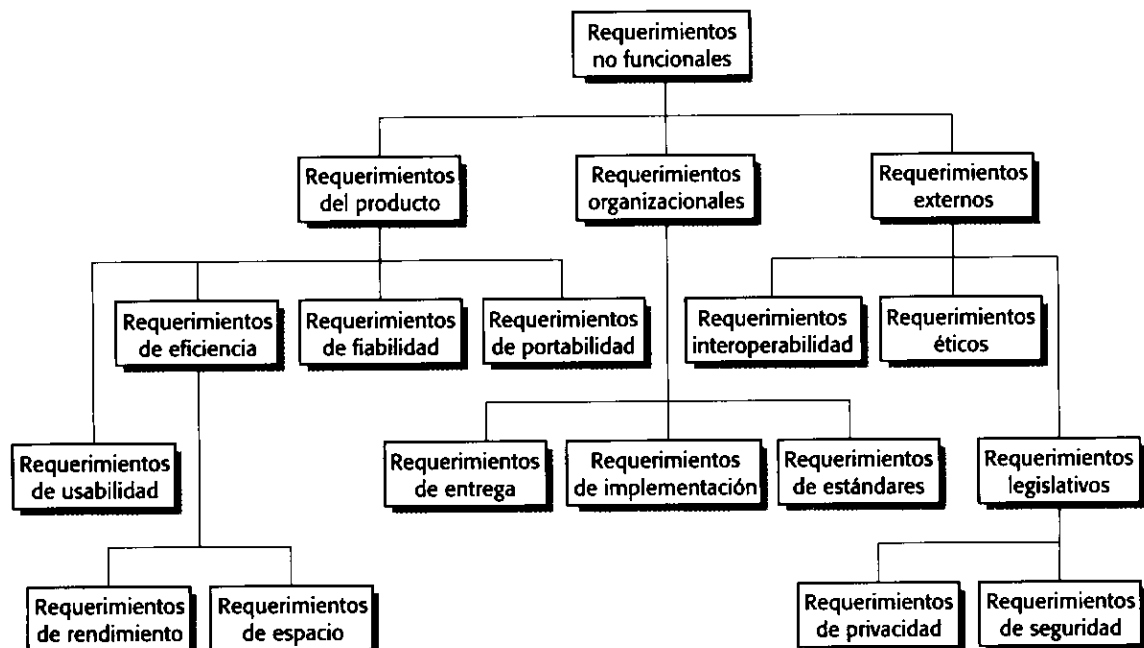 Requerimientos
no funcionales
Requerimientos
del producto
Requerimientos
organizacionales
Requerimientos
externos
Requerimientos
de eficiencia
Requerimientos
de fiabilidad
Requerimientos
de portabilidad
Requerimientos
interoperabilidad
Requerimientos
éticos
Requerimientos
de usabilidad
Requerimientos
de entrega
Requerimientos
de implementación
Requerimientos
de estándares
Requerimientos
legislativos
Requerimientos
de rendimiento
Requerimientos
de espacio
Requerimientos
de privacidad
Requerimientos
de seguridad